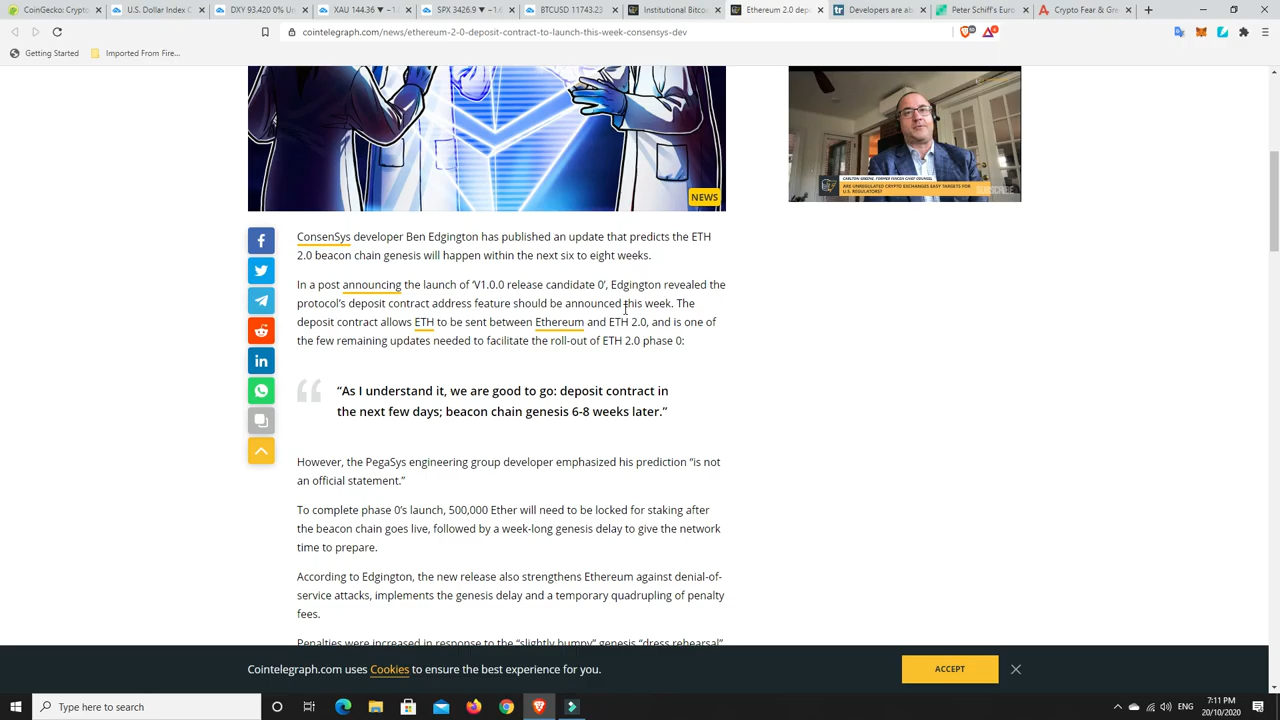 CoinGecko: Crypto
U.S. Dollar Index C
DXY 93.420 0% Un
XAU 144.36 ▼ −1
SPX 3426.9 ▼ −1
BTCUSD 11743.23
Institutional Bitco
Ethereum 2.0 dep
Developers are ab
Peter Schiff's Euro
Crypto Fear & Gre
cointelegraph.com/news/ethereum-2-0-deposit-contract-to-launch-this-week-consensys-dev
Getting Started
Imported From Fire...
NEWS
CARLTON GREENE, FORMER FINCEN CHIEF COUNSEL
ARE UNREGULATED CRYPTO EXCHANGES EASY TARGETS FOR
U.S. REGULATORS?
SUBSCRIBE
ConsenSys developer Ben Edgington has published an update that predicts the ETH
2.0 beacon chain genesis will happen within the next six to eight weeks.
In a post announcing the launch of 'V1.0.0 release candidate 0', Edgington revealed the
protocol's deposit contract address feature should be announced this week. The
deposit contract allows ETH to be sent between Ethereum and ETH 2.0, and is one of
the few remaining updates needed to facilitate the roll-out of ETH 2.0 phase 0:
“As I understand it, we are good to go: deposit contract in
the next few days; beacon chain genesis 6-8 weeks later.”
However, the PegaSys engineering group developer emphasized his prediction “is not
an official statement.”
To complete phase 0's launch, 500,000 Ether will need to be locked for staking after
the beacon chain goes live, followed by a week-long genesis delay to give the network
time to prepare.
According to Edgington, the new release also strengthens Ethereum against denial-of-
service attacks, implements the genesis delay and a temporary quadrupling of penalty
fees.
Penalties were increased in response to the “slightly bumpy” genesis “dress rehearsal”
Cointelegraph.com uses Cookies to ensure the best experience for you.
ACCEPT
Type here to search
ENG
7:11 PM
20/10/2020